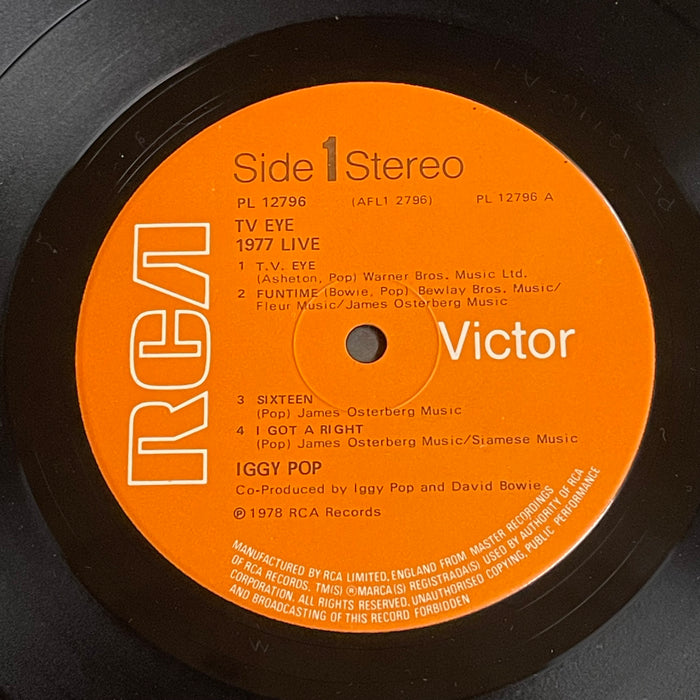 Side 1 Stereo
PL 12796 (AFL1 2796) PL 12796 A
TV EYE
1977 LIVE
1 T.V. EYE
(Asheton, Pop) Warner Bros. Music Ltd.
2 FUNTIME (Bowie, Pop) Bewlay Bros. Music/
Fleur Music/James Osterberg Music
RCA
Victor
3 SIXTEEN
(Pop) James Osterberg Music
4 I GOT A RIGHT
(Pop) James Osterberg Music/Siamese Music
IGGY POP
Co-Produced by Iggy Pop and David Bowie
℗ 1978 RCA Records
MANUFACTURED BY RCA LIMITED, ENGLAND FROM MASTER RECORDINGS
OF RCA RECORDS. TM(S) ® MARCA(S) REGISTRADA(S) USED BY AUTHORITY OF RCA
CORPORATION. ALL RIGHTS RESERVED. UNAUTHORISED COPYING, PUBLIC PERFORMANCE
AND BROADCASTING OF THIS RECORD FORBIDDEN